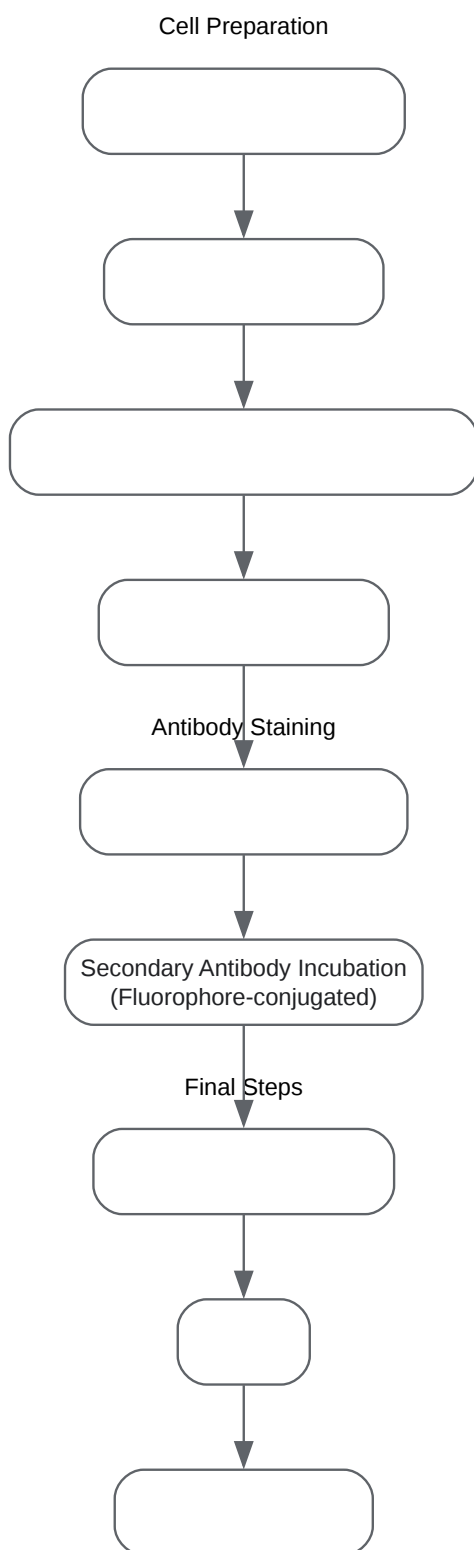 Cell Preparation
Antibody Staining
Secondary Antibody Incubation
(Fluorophore-conjugated)
Final Steps